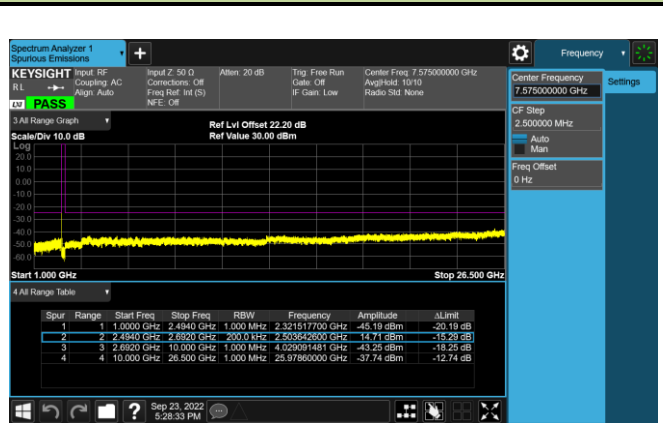 Spectrum Analyzer 1
Spurious Emissions
Frequency
KEYSIGHT
R L
LXI PASS
Input: RF
Coupling: AC
Align: Auto
Input Z: 50 Ω
Corrections: Off
Freq Ref: Int (S)
NFE: Off
Atten: 20 dB
Trig: Free Run
Gate: Off
IF Gain: Low
Center Freq: 7.575000000 GHz
Avg|Hold: 10/10
Radio Std: None
Center Frequency
7.575000000 GHz
Settings
CF Step
2.500000 MHz
Auto
Man
Freq Offset
0 Hz
3 All Range Graph
Scale/Div 10.0 dB
Ref Lvl Offset 22.20 dB
Ref Value 30.00 dBm
Log
20.0
10.0
0.00
-10.0
-20.0
-30.0
-40.0
-50.0
-60.0
Start 1.000 GHz
Stop 26.500 GHz
4 All Range Table
Spur Range Start Freq Stop Freq RBW Frequency Amplitude ΔLimit
1 1 1.0000 GHz 2.4940 GHz 1.000 MHz 2.321517700 GHz -45.19 dBm -20.19 dB
2 2 2.4940 GHz 2.6920 GHz 200.0 kHz 2.503642600 GHz 14.71 dBm -15.29 dB
3 3 2.6920 GHz 10.000 GHz 1.000 MHz 4.029091481 GHz -43.25 dBm -18.25 dB
4 4 10.000 GHz 26.500 GHz 1.000 MHz 25.97860000 GHz -37.74 dBm -12.74 dB
Sep 23, 2022
5:28:33 PM